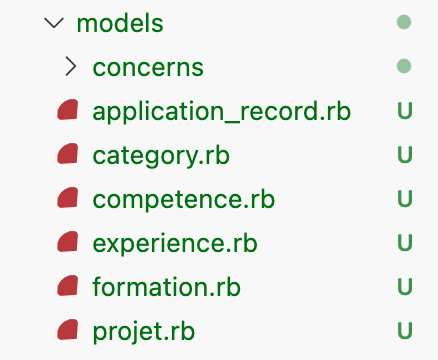 models
concerns
application_record.rb U
category.rb U
competence.rb U
experience.rb U
formation.rb U
projet.rb U